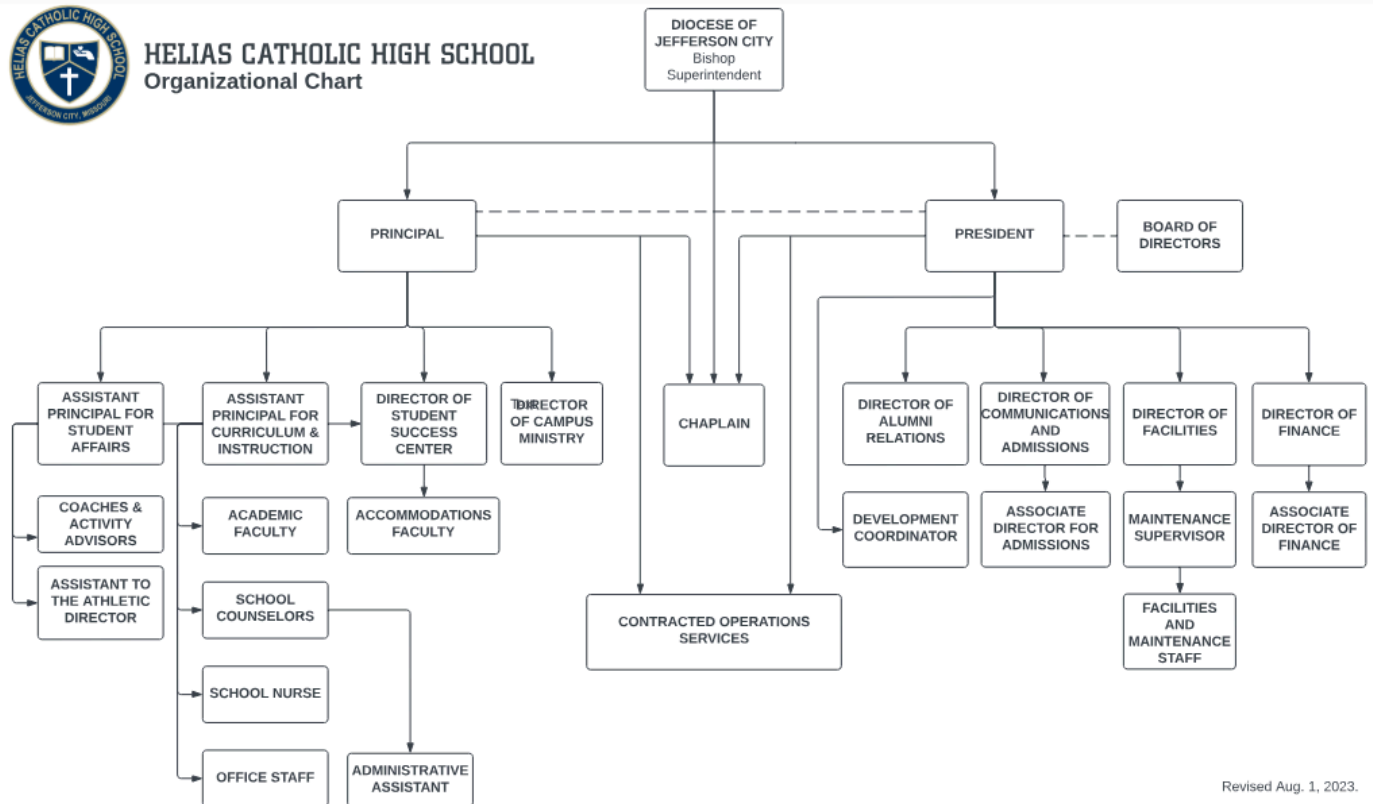 HELIAS CATHOLIC HIGH SCHOOL
JEFFERSON CITY, MISSOURI
HELIAS CATHOLIC HIGH SCHOOL
Organizational Chart
DIOCESE OF
JEFFERSON CITY
Bishop
Superintendent
PRINCIPAL
PRESIDENT
BOARD OF
DIRECTORS
ASSISTANT
PRINCIPAL FOR
STUDENT
AFFAIRS
ASSISTANT
PRINCIPAL FOR
CURRICULUM &
INSTRUCTION
DIRECTOR OF
STUDENT
SUCCESS
CENTER
DIRECTOR
OF CAMPUS
MINISTRY
CHAPLAIN
DIRECTOR OF
ALUMNI
RELATIONS
DIRECTOR OF
COMMUNICATIONS
AND
ADMISSIONS
DIRECTOR OF
FACILITIES
DIRECTOR OF
FINANCE
COACHES &
ACTIVITY
ADVISORS
ACADEMIC
FACULTY
ACCOMMODATIONS
FACULTY
DEVELOPMENT
COORDINATOR
ASSOCIATE
DIRECTOR FOR
ADMISSIONS
MAINTENANCE
SUPERVISOR
ASSOCIATE
DIRECTOR OF
FINANCE
ASSISTANT TO
THE ATHLETIC
DIRECTOR
SCHOOL
COUNSELORS
CONTRACTED OPERATIONS
SERVICES
FACILITIES
AND
MAINTENANCE
STAFF
SCHOOL NURSE
OFFICE STAFF
ADMINISTRATIVE
ASSISTANT
Revised Aug. 1, 2023.